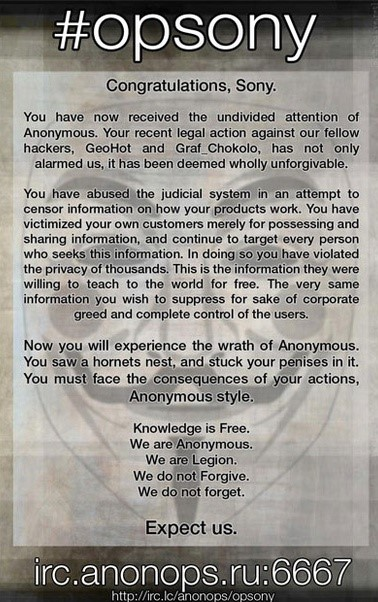 #opsony
Congratulations, Sony.
You have now received the undivided attention of
Anonymous. Your recent legal action against our fellow
hackers, GeoHot and Graf_Chokolo, has not only
alarmed us, it has been deemed wholly unforgivable.
You have abused the judicial system in an attempt to
censor information on how your products work. You have
victimized your own customers merely for possessing and
sharing information, and continue to target every person
who seeks this information. In doing so you have violated
the privacy of thousands. This is the information they were
willing to teach to the world for free. The very same
information you wish to suppress for sake of corporate
greed and complete control of the users.
Now you will experience the wrath of Anonymous.
You saw a hornets nest, and stuck your penises in it.
You must face the consequences of your actions,
Anonymous style.
Knowledge is Free.
We are Anonymous.
We are Legion.
We do not Forgive.
We do not forget.
Expect us.
irc.anonops.ru:6667
http://irc.lc/anonops/opsony